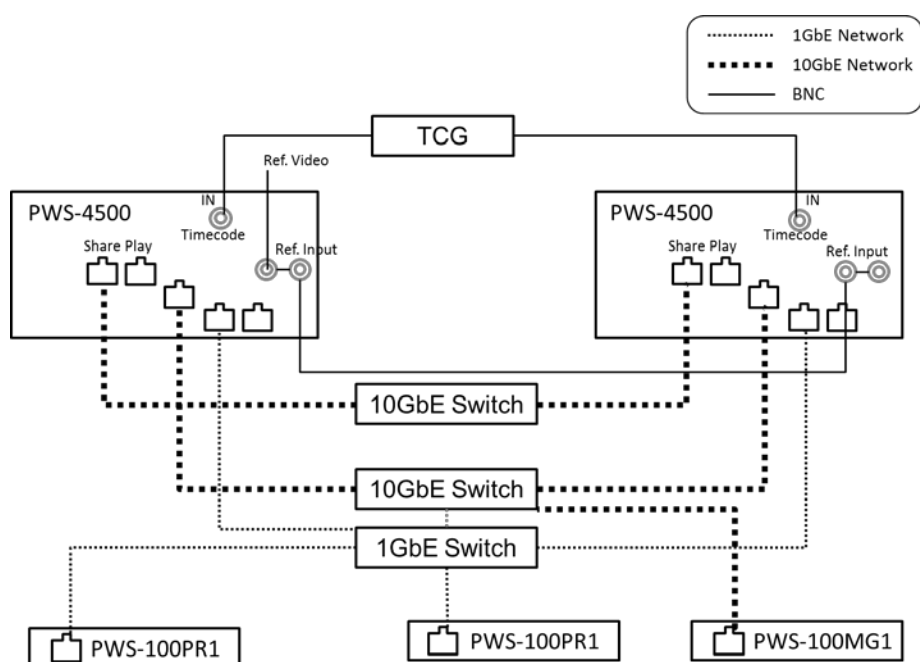 1GbE Network
10GbE Network
BNC
TCG
Ref. Video
IN
PWS-4500
Timecode
Share Play
Ref. Input
IN
PWS-4500
Timecode
Share Play
Ref. Input
10GbE Switch
10GbE Switch
1GbE Switch
PWS-100PR1
PWS-100PR1
PWS-100MG1